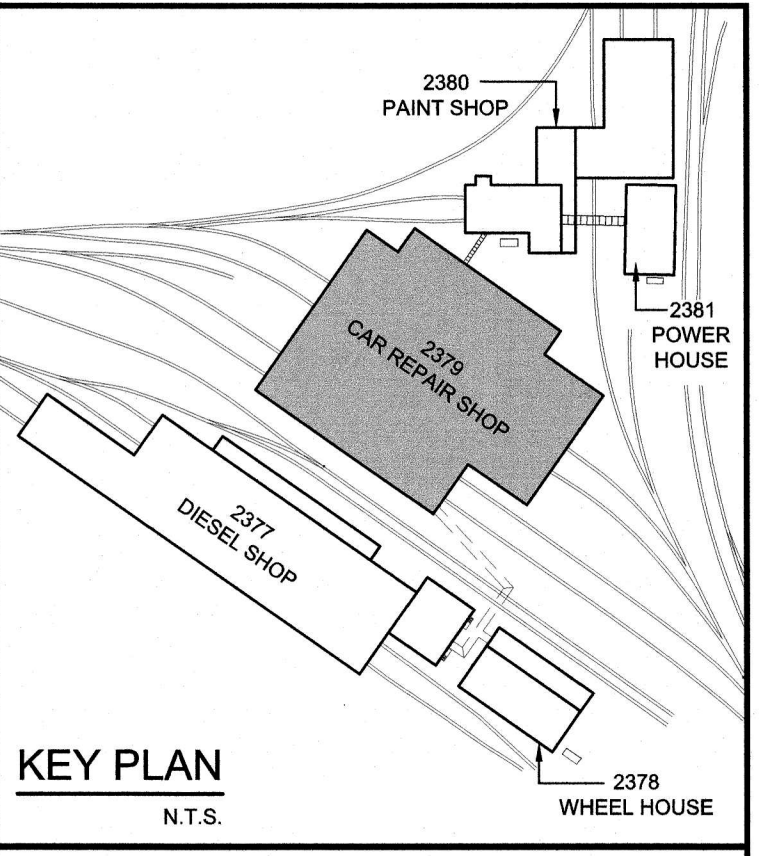 2380
PAINT SHOP
2381
POWER
HOUSE
2379
CAR REPAIR SHOP
2377
DIESEL SHOP
KEY PLAN
N.T.S.
2378
WHEEL HOUSE